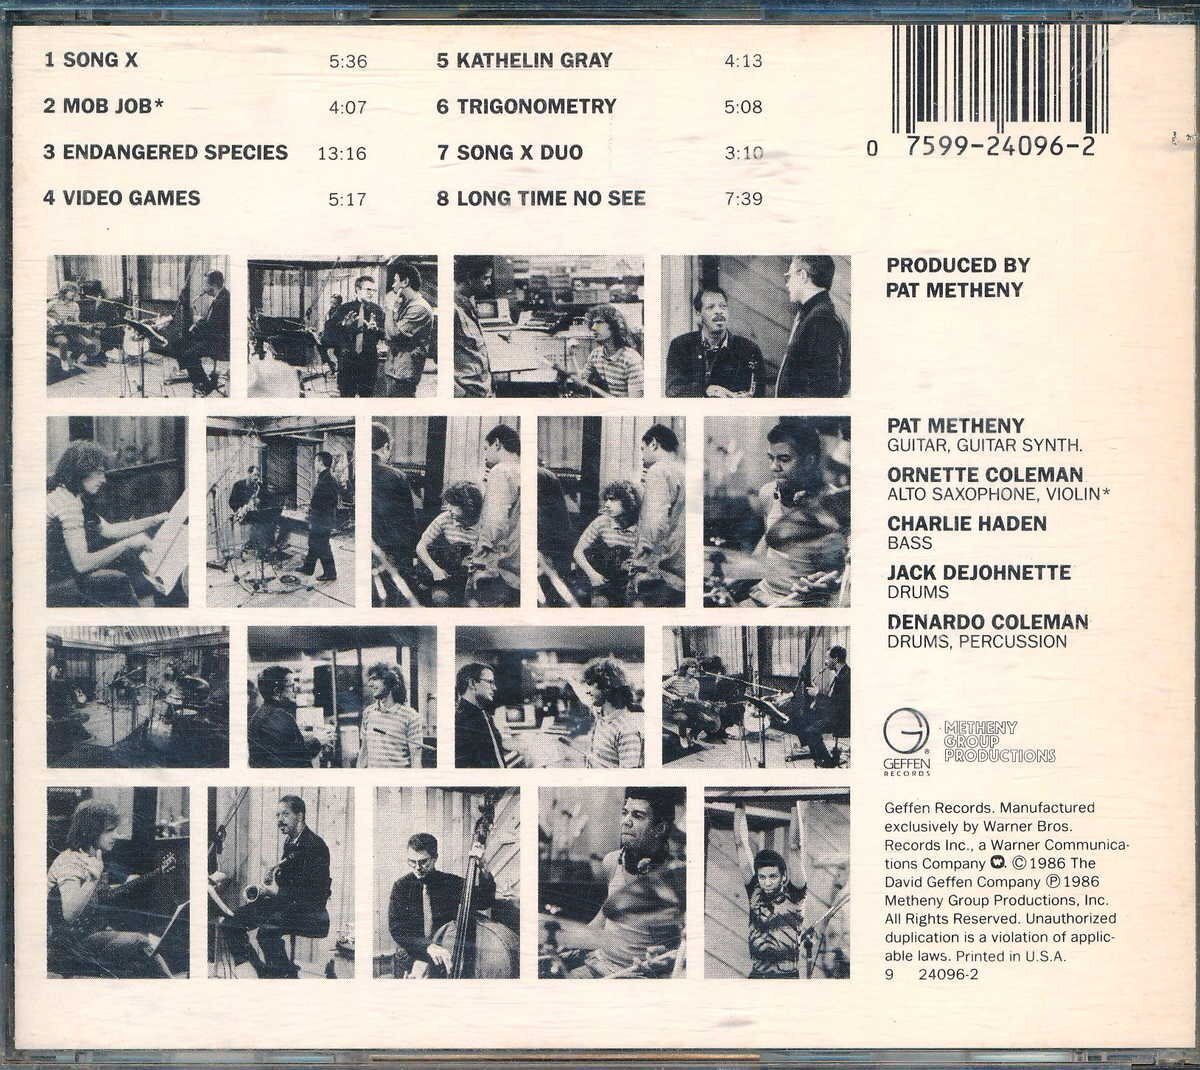 1 SONG X 5:36
2 MOB JOB* 4:07
3 ENDANGERED SPECIES 13:16
4 VIDEO GAMES 5:17
5 KATHELIN GRAY 4:13
6 TRIGONOMETRY 5:08
7 SONG X DUO 3:10
8 LONG TIME NO SEE 7:39
0 7599-24096-2
PRODUCED BY
PAT METHENY
PAT METHENY
GUITAR, GUITAR SYNTH.
ORNETTE COLEMAN
ALTO SAXOPHONE, VIOLIN*
CHARLIE HADEN
BASS
JACK DEJOHNETTE
DRUMS
DENARDO COLEMAN
DRUMS, PERCUSSION
GEFFEN
RECORDS
METHENY
GROUP
PRODUCTIONS
Geffen Records. Manufactured
exclusively by Warner Bros.
Records Inc., a Warner Communica-
tions Company. © 1986 The
David Geffen Company ℗ 1986
Metheny Group Productions, Inc.
All Rights Reserved. Unauthorized
duplication is a violation of applic-
able laws. Printed in U.S.A.
9 24096-2